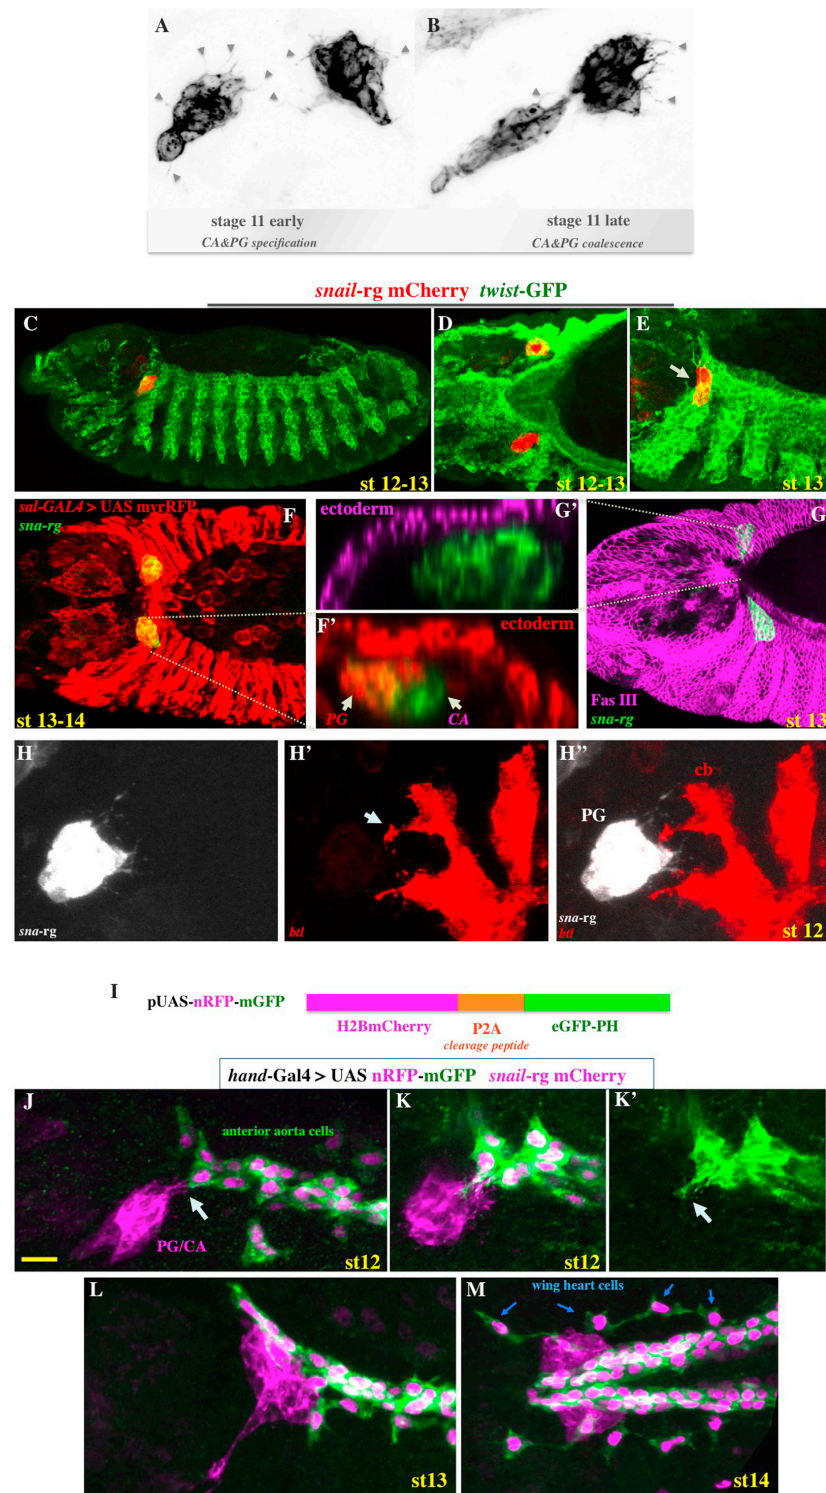 A
B
stage 11 early
CA&PG specification
stage 11 late
CA&PG coalescence
snail-rg mCherry twist-GFP
C
st 12-13
D
st 12-13
E
st 13
sal-GAL4 > UAS myrRFP
sna-rg
F
st 13-14
ectoderm
G’
ectoderm
F’
PG
CA
G
Fas III
sna-rg
st 13
H
sna-rg
H’
btl
H’’
cb
PG
sna-rg
btl
st 12
I
pUAS-nRFP-mGFP
H2BmCherry
P2A
eGFP-PH
cleavage peptide
hand-Gal4 > UAS nRFP-mGFP snail-rg mCherry
J
anterior aorta cells
PG/CA
st12
K
st12
K’
L
st13
M
wing heart cells
st14